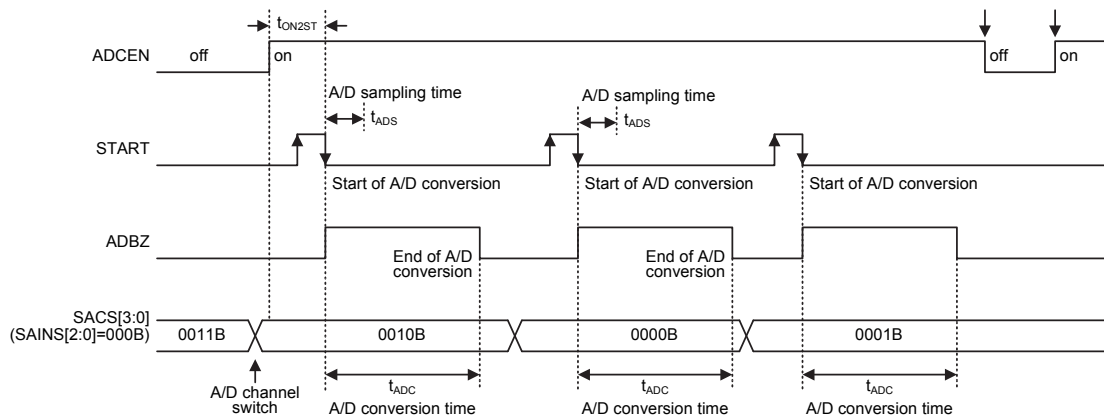 tON2ST
ADCEN
off
on
off
on
A/D sampling time
A/D sampling time
tADS
tADS
START
Start of A/D conversion
Start of A/D conversion
Start of A/D conversion
ADBZ
End of A/D
conversion
End of A/D
conversion
SACS[3:0]
(SAINS[2:0]=000B)
0011B
0010B
0000B
0001B
A/D channel
switch
tADC
A/D conversion time
tADC
A/D conversion time
tADC
A/D conversion time